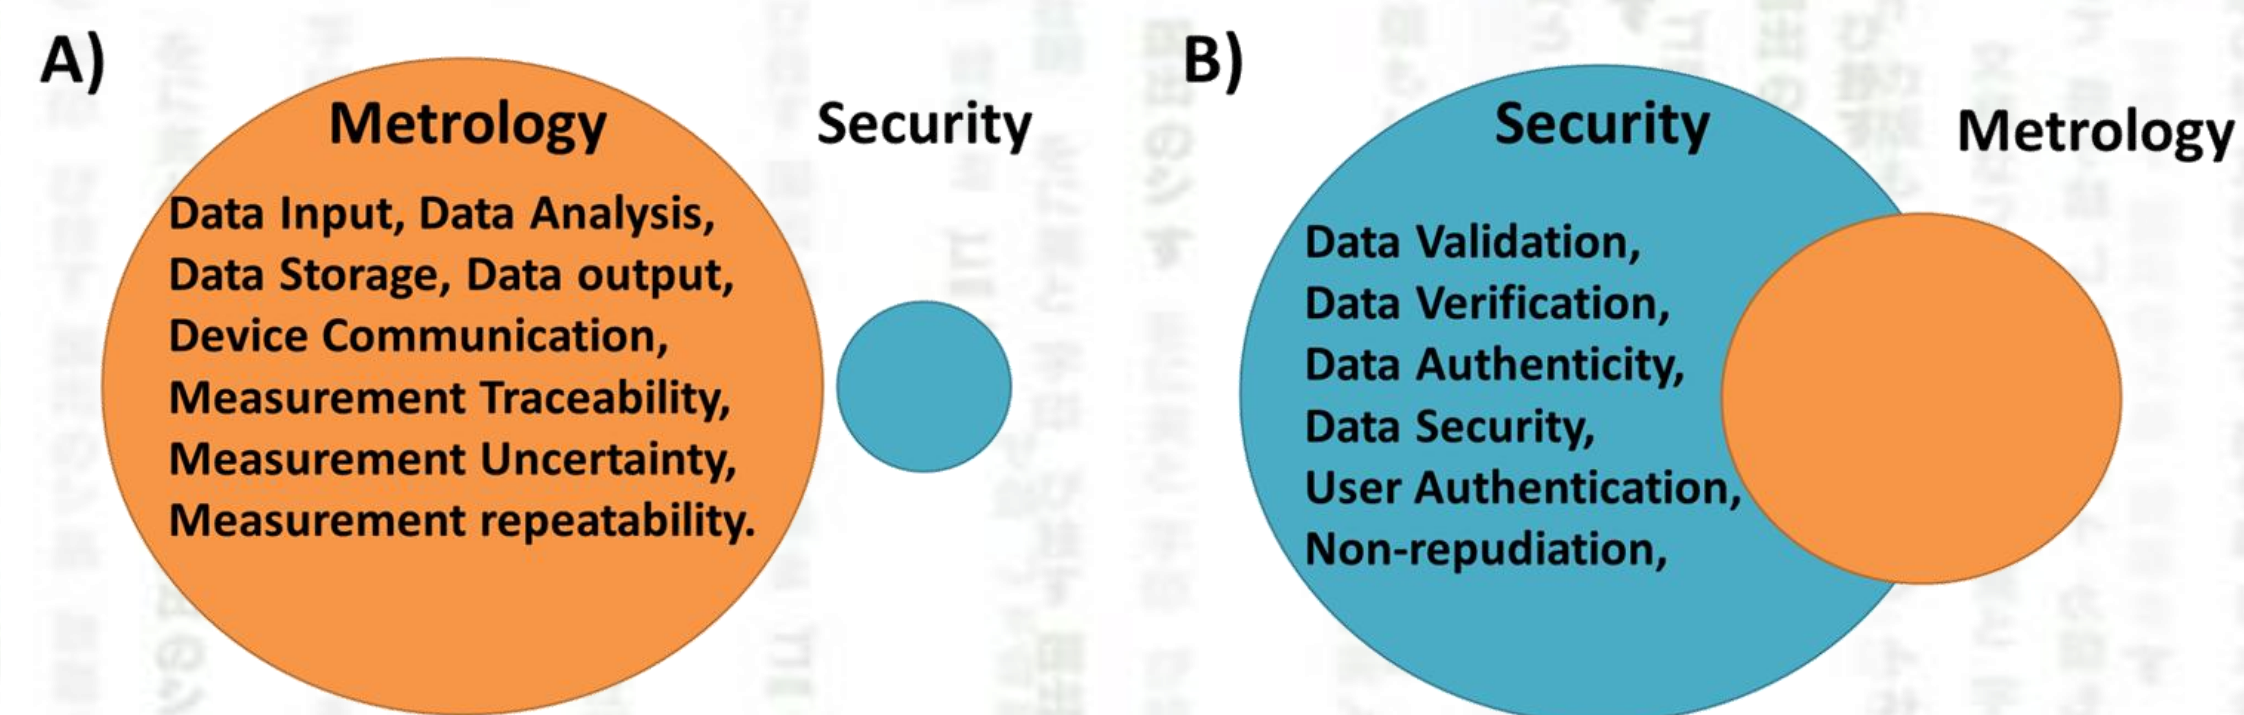 A)
Metrology
Security
Data Input, Data Analysis,
Data Storage, Data output,
Device Communication,
Measurement Traceability,
Measurement Uncertainty,
Measurement repeatability.
B)
Security
Metrology
Data Validation,
Data Verification,
Data Authenticity,
Data Security,
User Authentication,
Non-repudiation,